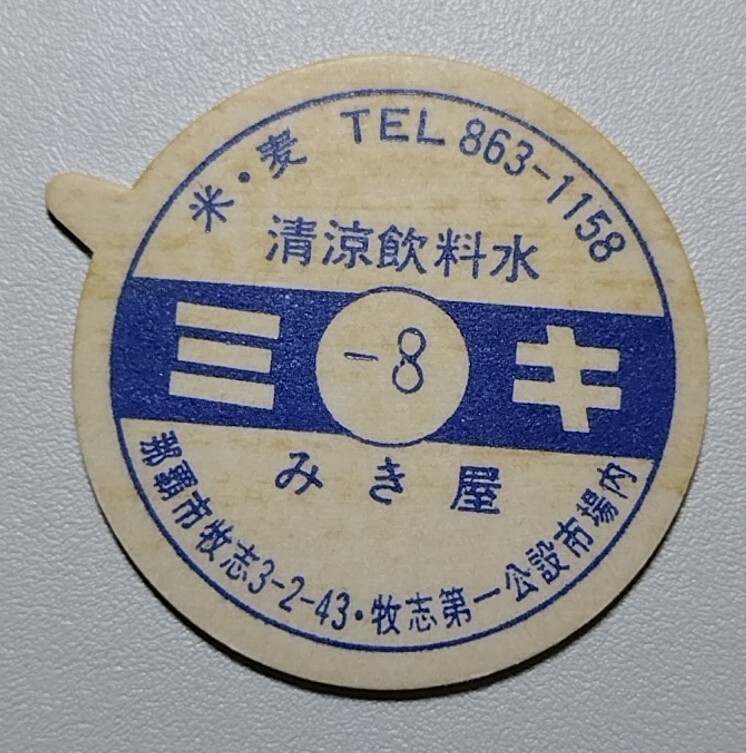 米・麦 TEL 863-1158
清涼飲料水
ミ -8 キ
みき屋
那覇市牧志3-2-43・牧志第一公設市場内